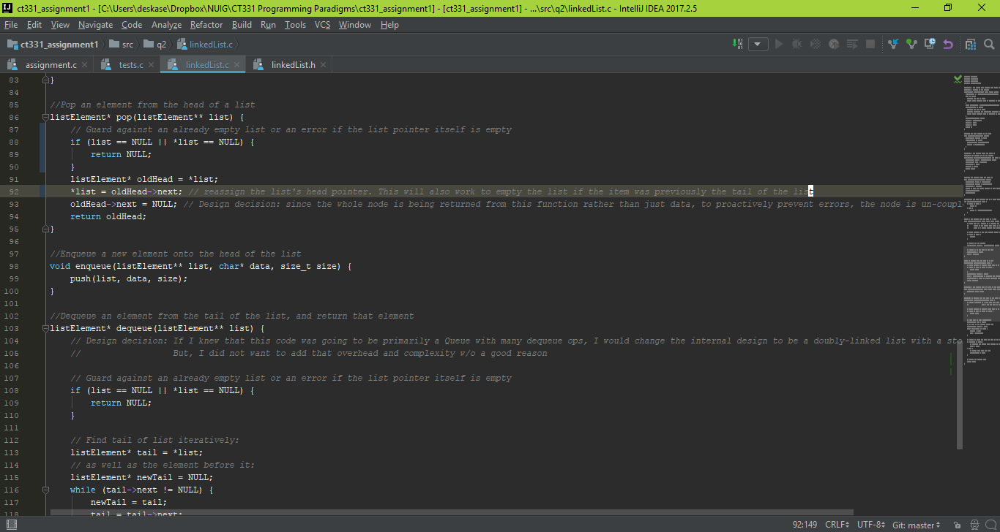 ct331_assignment1 - [C:\Users\deskase\Dropbox\NUIG\CT331 Programming Paradigms\ct331_assignment1] - [ct331_assignment1] - ...\src\q2\linkedList.c - IntelliJ IDEA 2017.2.5
File Edit View Navigate Code Analyze Refactor Build Run Tools VCS Window Help
ct331_assignment1 src q2 linkedList.c
assignment.c tests.c linkedList.c linkedList.h
83 }
84
85 //Pop an element from the head of a list
86 listElement* pop(listElement** list) {
87 // Guard against an already empty list or an error if the list pointer itself is empty
88 if (list == NULL || *list == NULL) {
89 return NULL;
90 }
91 listElement* oldHead = *list;
92 *list = oldHead->next; // reassign the list's head pointer. This will also work to empty the list if the item was previously the tail of the list
93 oldHead->next = NULL; // Design decision: since the whole node is being returned from this function rather than just data, to proactively prevent errors, the node is un-coupl
94 return oldHead;
95 }
96
97 //Enqueue a new element onto the head of the list
98 void enqueue(listElement** list, char* data, size_t size) {
99 push(list, data, size);
100 }
101
102 //Dequeue an element from the tail of the list, and return that element
103 listElement* dequeue(listElement** list) {
104 // Design decision: If I knew that this code was going to be primarily a Queue with many dequeue ops, I would change the internal design to be a doubly-linked list with a sto
105 // But, I did not want to add that overhead and complexity w/o a good reason
106
107 // Guard against an already empty list or an error if the list pointer itself is empty
108 if (list == NULL || *list == NULL) {
109 return NULL;
110 }
111
112 // Find tail of list iteratively:
113 listElement* tail = *list;
114 // as well as the element before it:
115 listElement* newTail = NULL;
116 while (tail->next != NULL) {
117 newTail = tail;
118 tail = tail->next;
92:149 CRLF UTF-8 Git: master